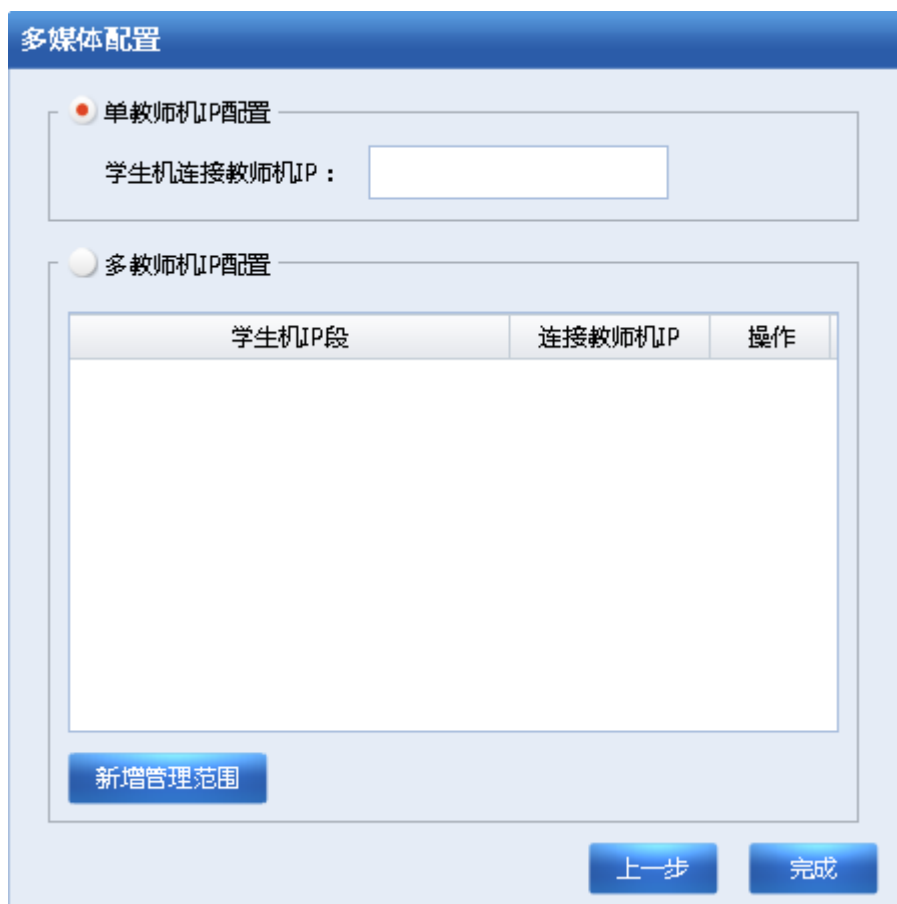 多媒体配置
单教师机IP配置
学生机连接教师机IP：
多教师机IP配置
学生机IP段 连接教师机IP 操作
新增管理范围
上一步 完成